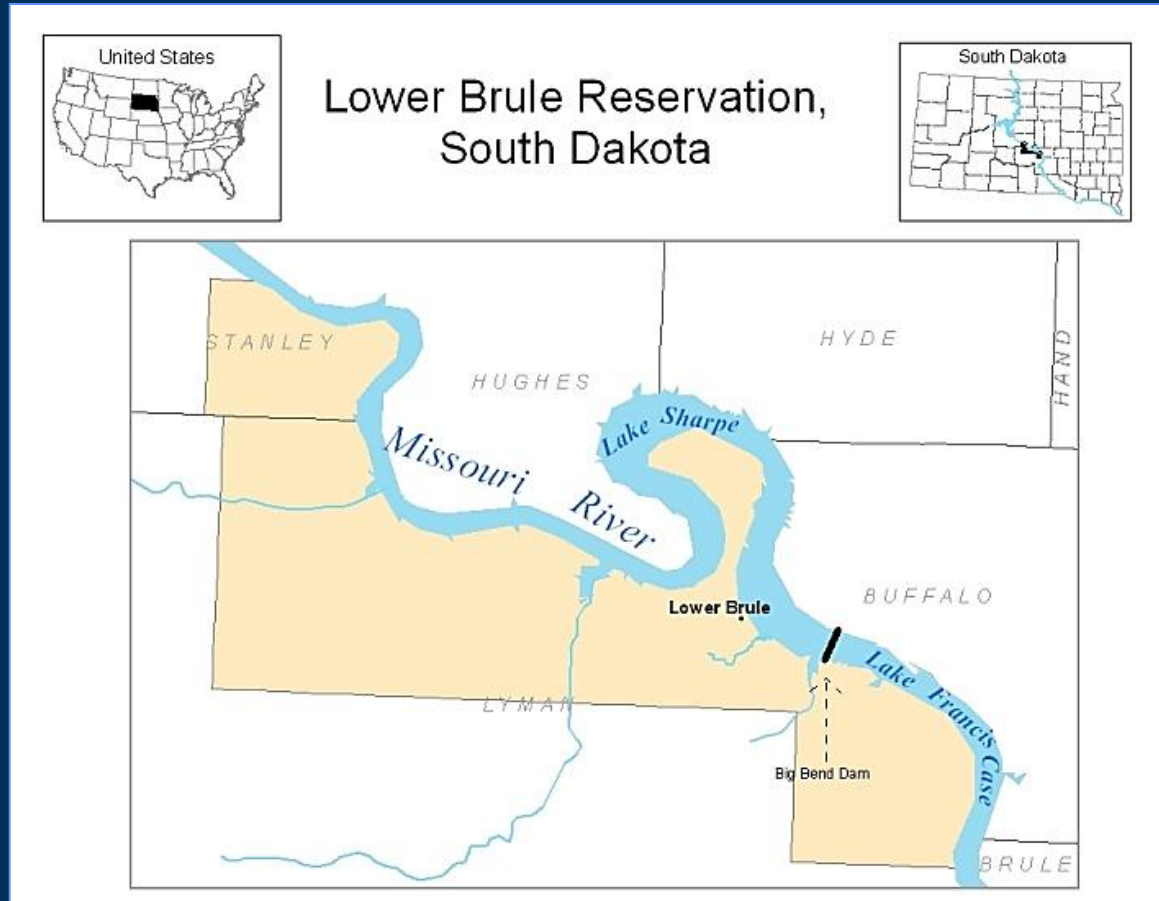 United States
Lower Brule Reservation,
South Dakota
South Dakota
STANLEY
HUGHES
HYDE
HAND
Lake Sharpe
Missouri River
Lower Brule
BUFFALO
Lake Francis Case
LYMAN
Big Bend Dam
BRULE